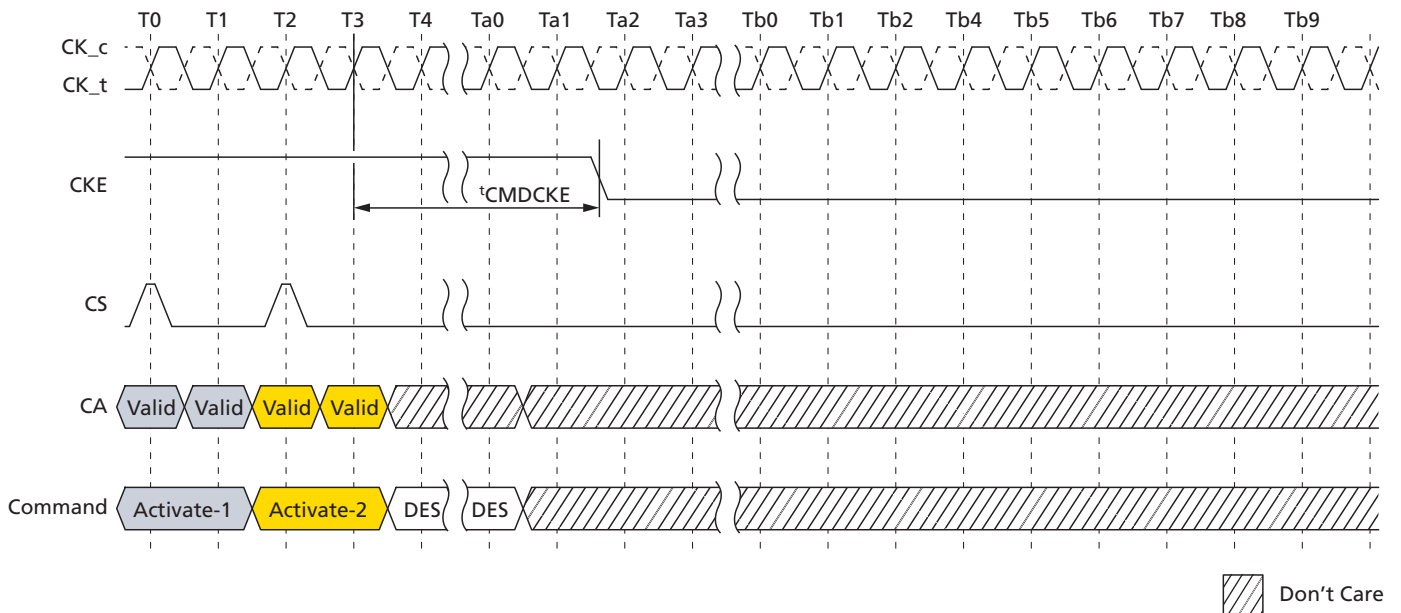 T0 T1 T2 T3 T4 Ta0 Ta1 Ta2 Ta3 Tb0 Tb1 Tb2 Tb4 Tb5 Tb6 Tb7 Tb8 Tb9
CK_c
CK_t
CKE
tCMDCKE
CS
CA Valid Valid Valid Valid
Command Activate-1 Activate-2 DES DES
Don't Care